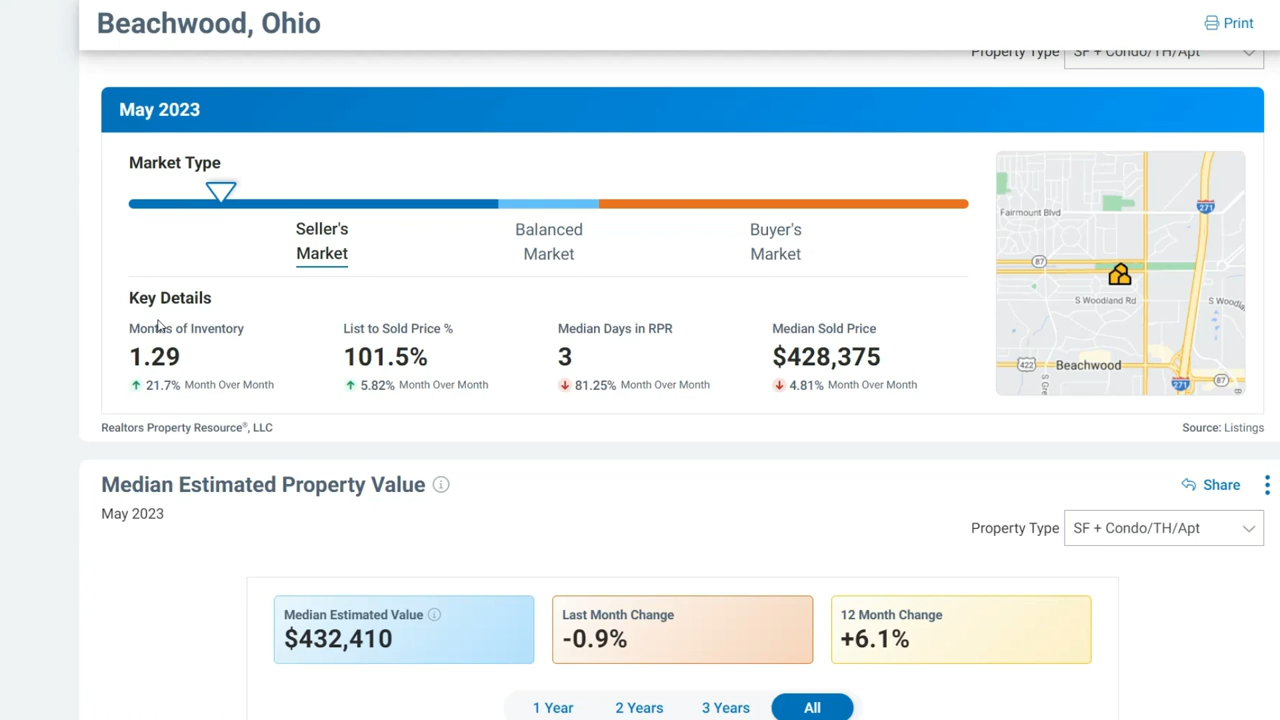 Beachwood, Ohio
Print
Property Type SF + Condo/TH/Apt
May 2023
Market Type
Seller's
Market
Balanced
Market
Buyer's
Market
Key Details
Months of Inventory
1.29
21.7% Month Over Month
List to Sold Price %
101.5%
5.82% Month Over Month
Median Days in RPR
3
81.25% Month Over Month
Median Sold Price
$428,375
4.81% Month Over Month
Fairmount Blvd
271
87
S Woodland Rd
S Woodla
422
Beachwood
S Gre
271
87
Realtors Property Resource®, LLC
Source: Listings
Median Estimated Property Value
Share
May 2023
Property Type SF + Condo/TH/Apt
Median Estimated Value
$432,410
Last Month Change
-0.9%
12 Month Change
+6.1%
1 Year
2 Years
3 Years
All